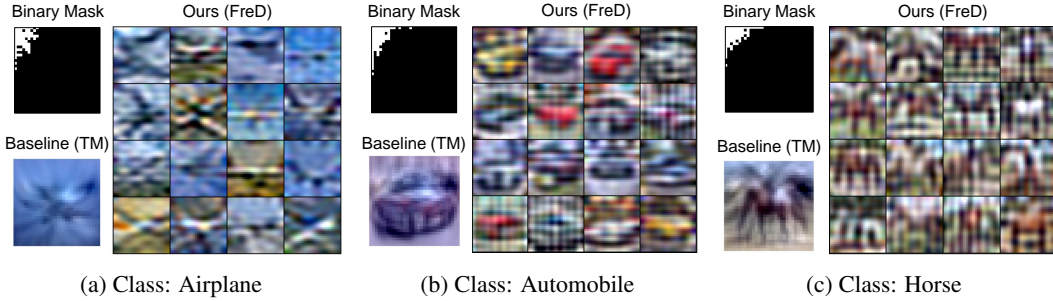 Binary Mask
Ours (FreD)
Baseline (TM)
(a) Class: Airplane
Binary Mask
Ours (FreD)
Baseline (TM)
(b) Class: Automobile
Binary Mask
Ours (FreD)
Baseline (TM)
(c) Class: Horse